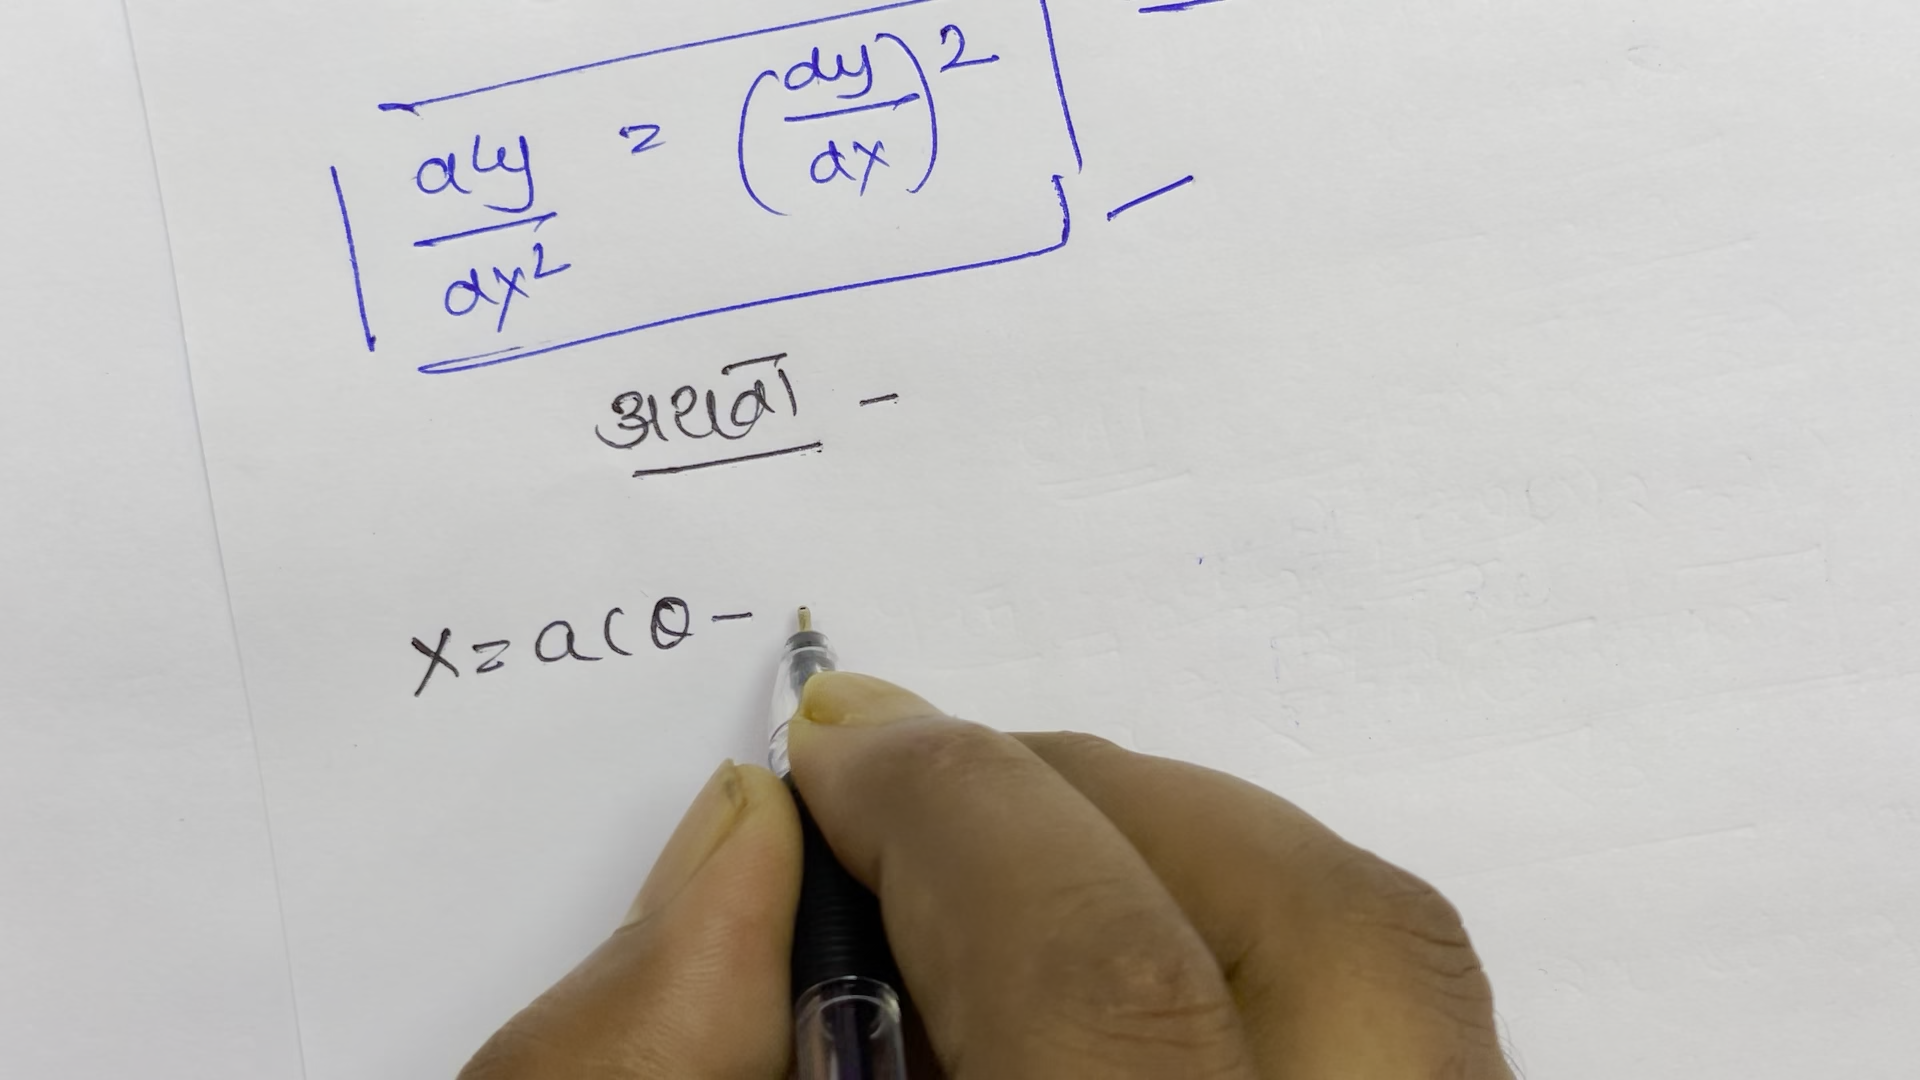 d²y/dx² = (dy/dx)²
अथवा -
x = a(θ -